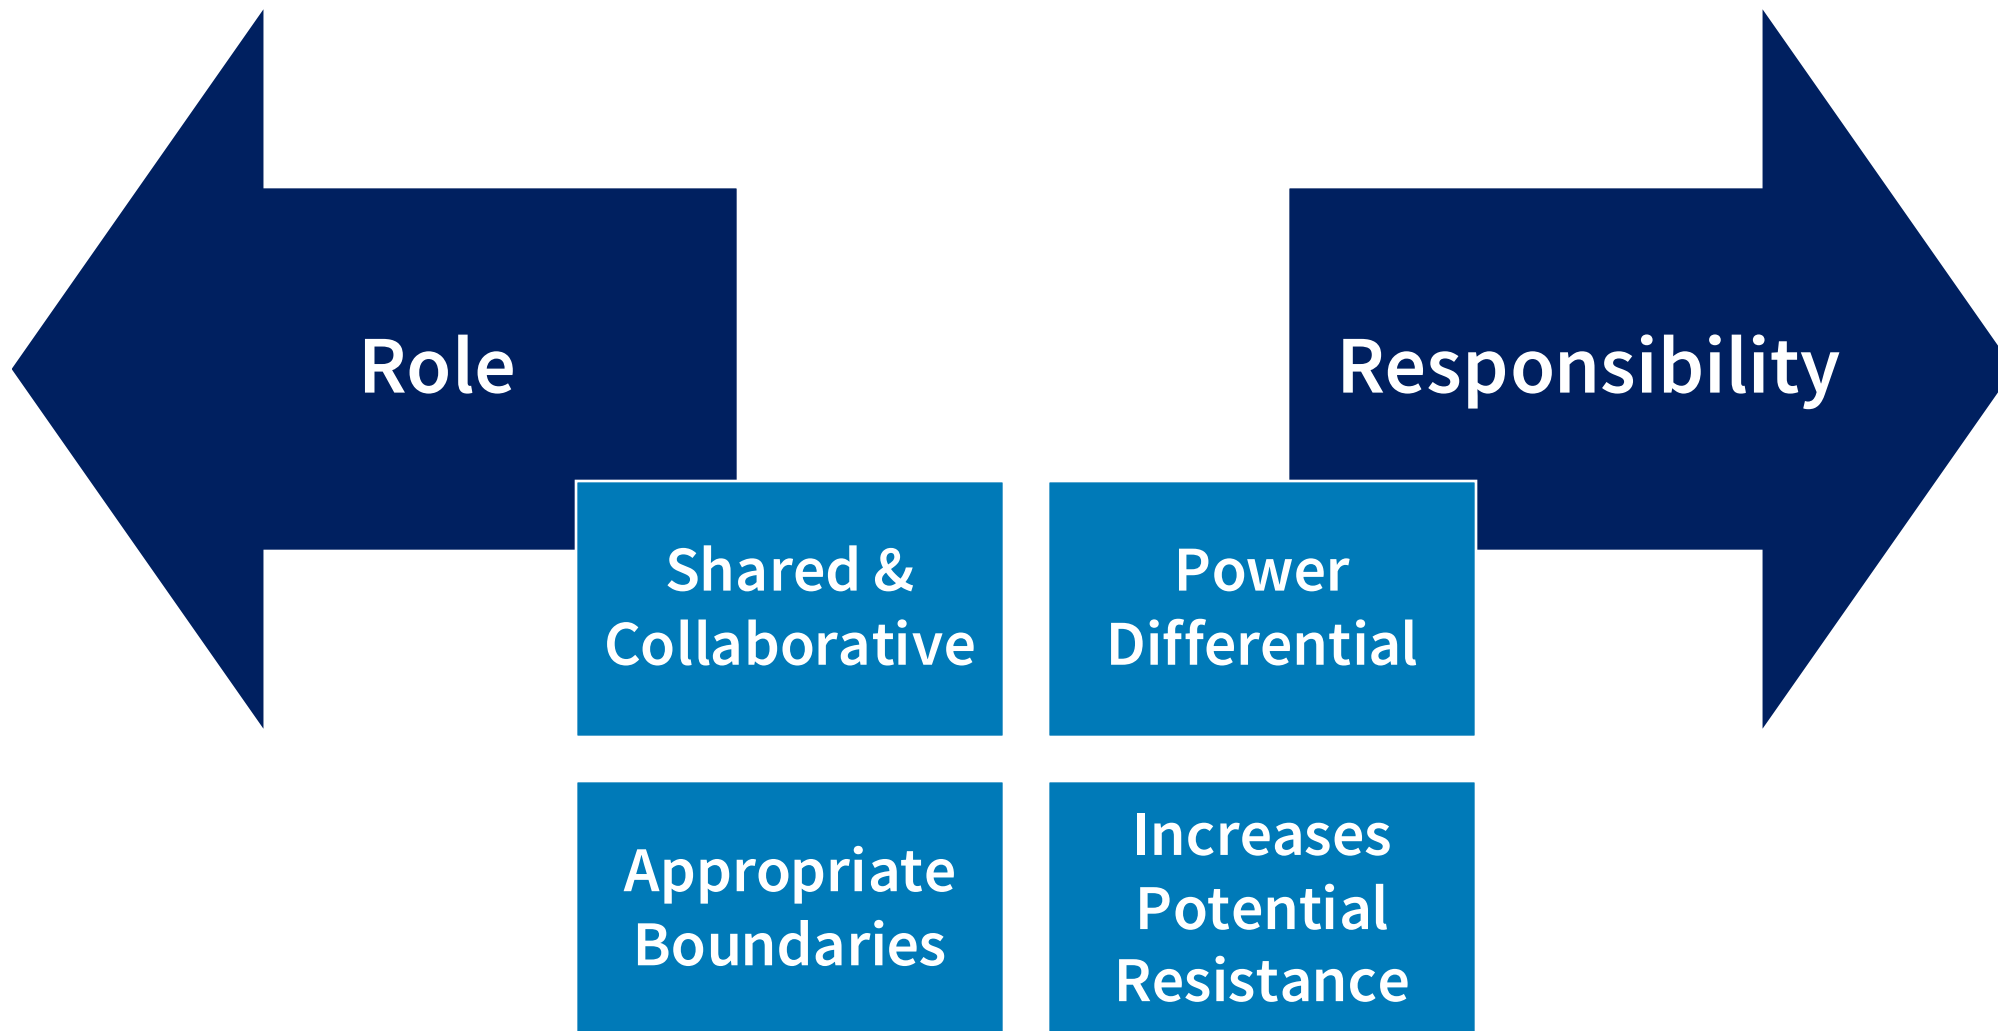 Role
Responsibility
Shared &
Collaborative
Power
Differential
Appropriate
Boundaries
Increases
Potential
Resistance